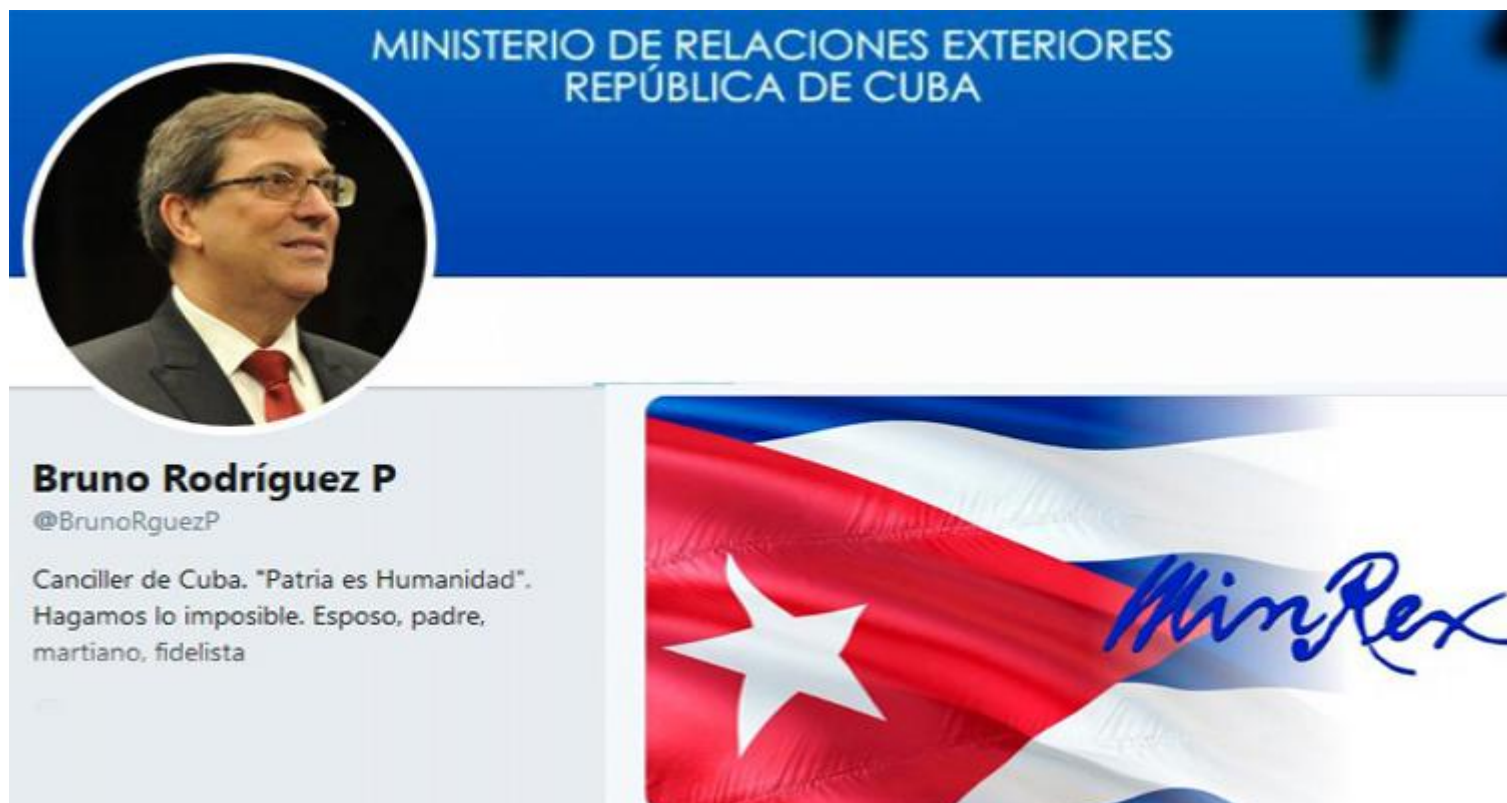 MINISTERIO DE RELACIONES EXTERIORES
REPÚBLICA DE CUBA
Bruno Rodríguez P
@BrunoRguezP
Canciller de Cuba. "Patria es Humanidad".
Hagamos lo imposible. Esposo, padre,
martiano, fidelista
MinRex